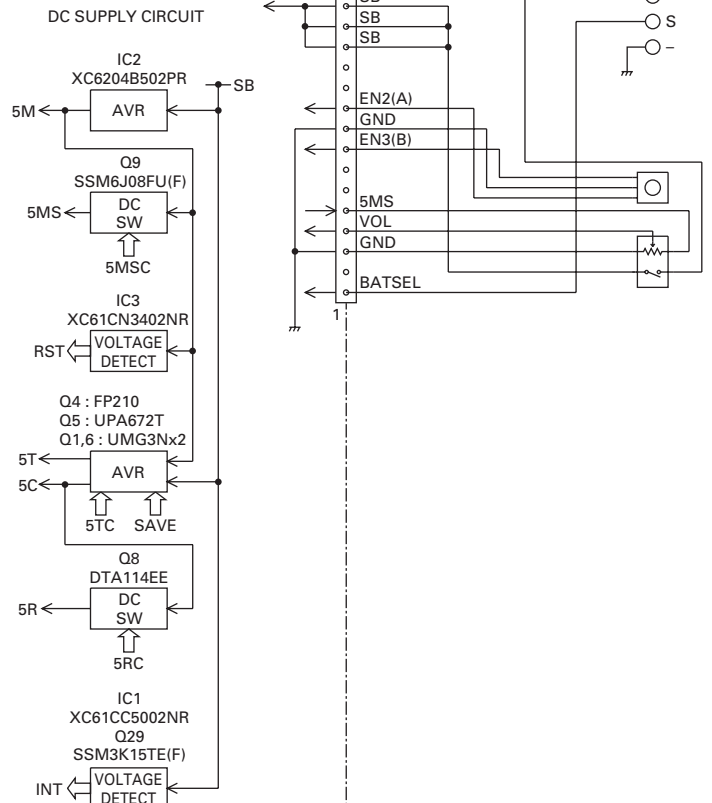 DC SUPPLY CIRCUIT
IC2
XC6204B502PR
SB
5M
AVR
Q9
SSM6J08FU(F)
5MS
DC
SW
5MSC
IC3
XC61CN3402NR
RST
VOLTAGE
DETECT
Q4 : FP210
Q5 : UPA672T
Q1,6 : UMG3Nx2
5T
5C
AVR
5TC
SAVE
Q8
DTA114EE
5R
DC
SW
5RC
IC1
XC61CC5002NR
Q29
SSM3K15TE(F)
INT
VOLTAGE
DETECT
SB
SB
SB
EN2(A)
GND
EN3(B)
5MS
VOL
GND
BATSEL
1
S
–